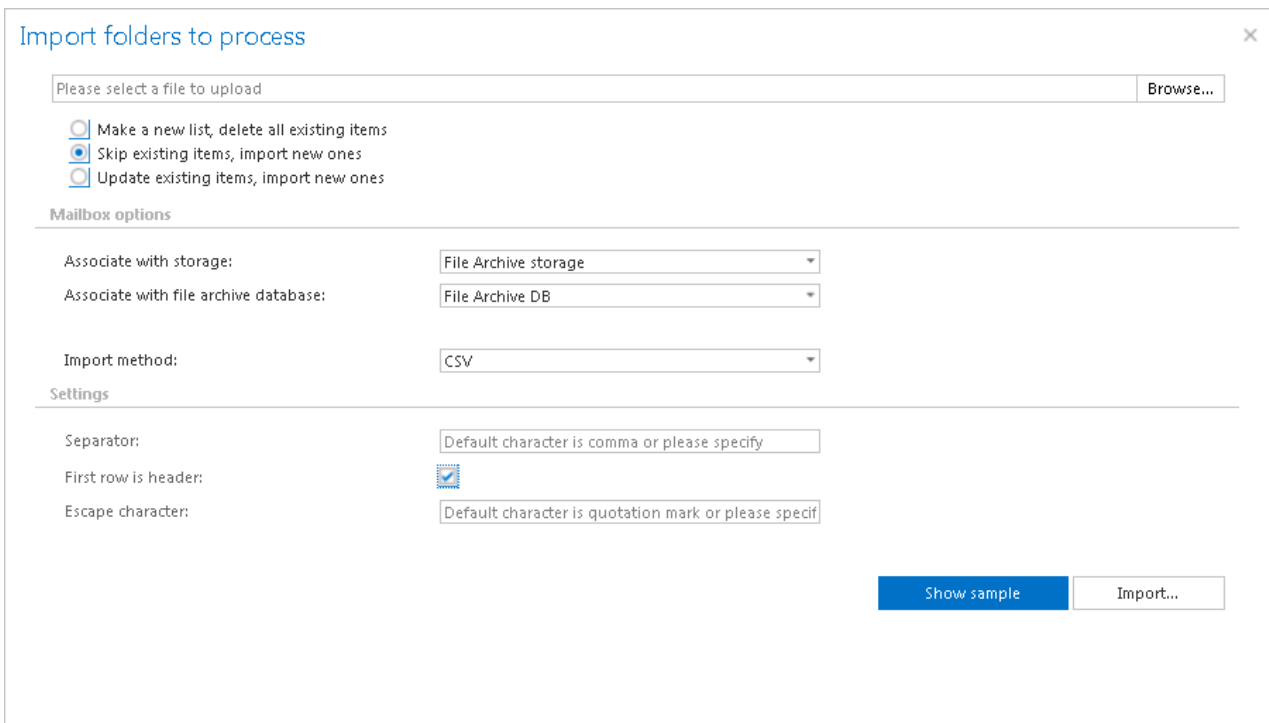 Import folders to process
Please select a file to upload
Browse...
Make a new list, delete all existing items
Skip existing items, import new ones
Update existing items, import new ones
Mailbox options
Associate with storage: File Archive storage
Associate with file archive database: File Archive DB
Import method: CSV
Settings
Separator: Default character is comma or please specify
First row is header:
Escape character: Default character is quotation mark or please specif
Show sample Import...